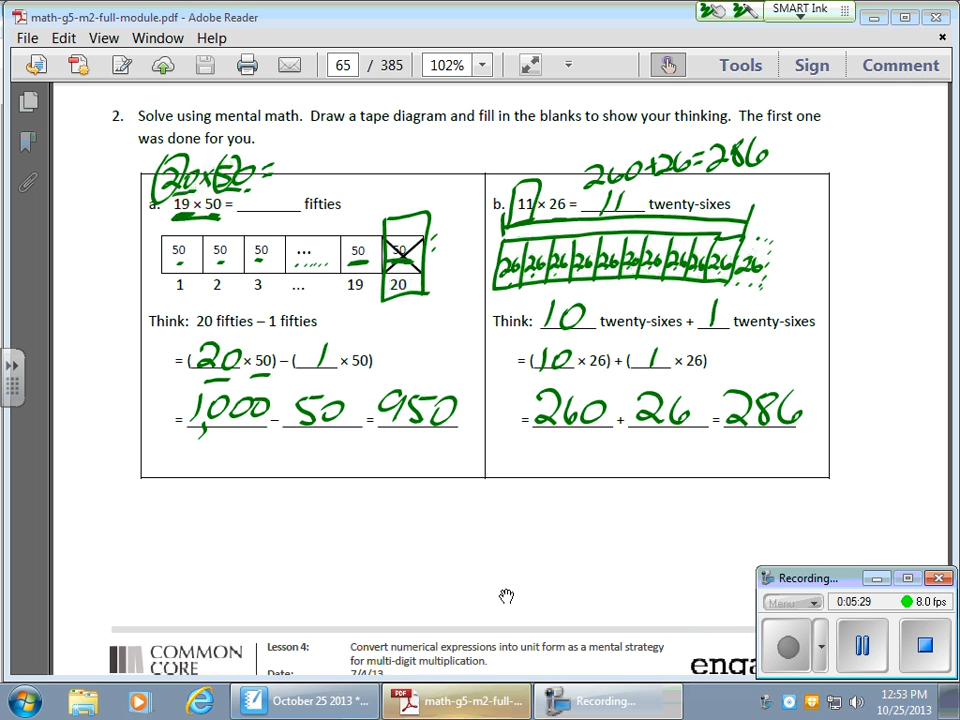 math-g5-m2-full-module.pdf - Adobe Reader
SMART Ink
File Edit View Window Help
65 / 385 102% Tools Sign Comment
2. Solve using mental math. Draw a tape diagram and fill in the blanks to show your thinking. The first one
was done for you.
(20 × 50 =
260+26=286
a. 19 × 50 = ________ fifties
b. 11 × 26 = 11 twenty-sixes
50 50 50 ... 50 50
26 26 26 26 26 26 26 26 26 26 26
1 2 3 ... 19 20
Think: 20 fifties – 1 fifties
Think: 10 twenty-sixes + 1 twenty-sixes
= (20 × 50) – (1 × 50)
= (10 × 26) + (1 × 26)
= 1,000 – 50 = 950
= 260 + 26 = 286
Recording...
Menu 0:05:29 8.0 fps
COMMON
CORE
Lesson 4: Convert numerical expressions into unit form as a mental strategy
for multi-digit multiplication.
Date: 7/4/13
eng
October 25 2013 *... math-g5-m2-full-... Recording... 12:53 PM
10/25/2013